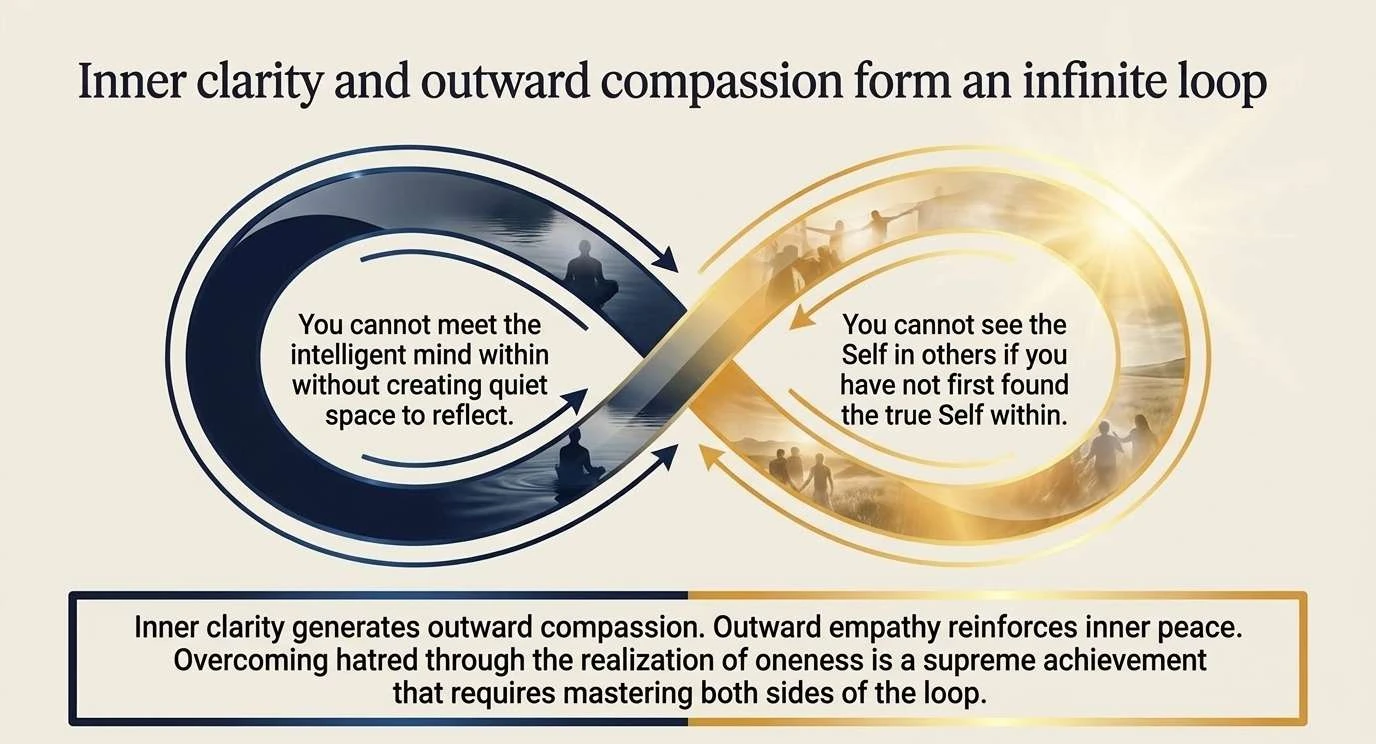 Inner clarity and outward compassion form an infinite loop
You cannot meet the
intelligent mind within
without creating quiet
space to reflect.
You cannot see the
Self in others if you
have not first found
the true Self within.
Inner clarity generates outward compassion. Outward empathy reinforces inner peace.
Overcoming hatred through the realization of oneness is a supreme achievement
that requires mastering both sides of the loop.